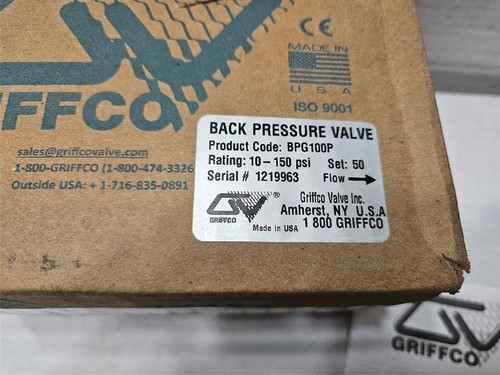 CE
MADE IN
USA
ISO 9001
GRIFFCO
sales@griffcovalve.com
1-800-GRIFFCO (1-800-474-3326
Outside USA: + 1-716-835-0891
BACK PRESSURE VALVE
Product Code: BPG100P
Rating: 10-150 psi Set: 50
Serial # 1219963 Flow
GRIFFCO
®
Made in USA
Griffco Valve Inc.
Amherst, NY U.S.A
1 800 GRIFFCO
GRIFFCO